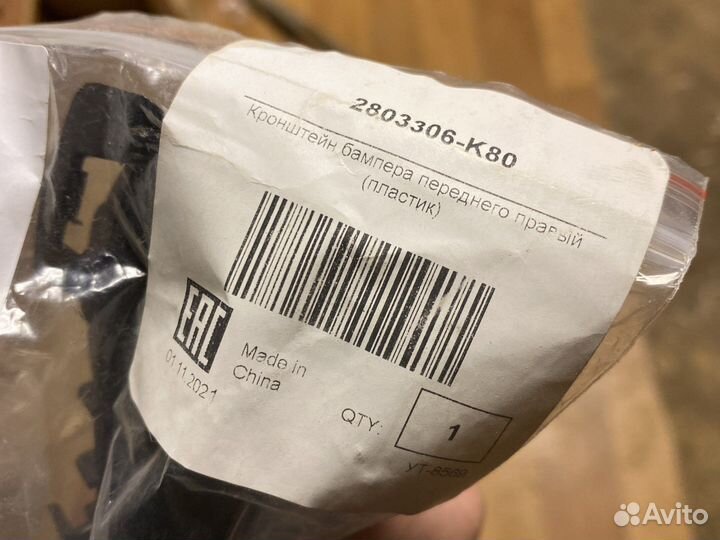 2803306-K80
Кронштейн бампера переднего правый
(пластик)
EAC
01.11.2021
Made in
China
QTY: 1
УТ-8569
Avito